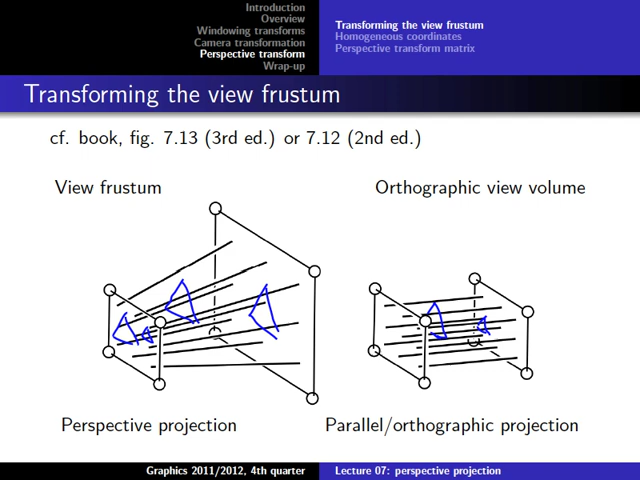 Introduction
Overview
Windowing transforms
Camera transformation
Perspective transform
Wrap-up
Transforming the view frustum
Homogeneous coordinates
Perspective transform matrix
Transforming the view frustum
cf. book, fig. 7.13 (3rd ed.) or 7.12 (2nd ed.)
View frustum
Orthographic view volume
Perspective projection
Parallel/orthographic projection
Graphics 2011/2012, 4th quarter
Lecture 07: perspective projection